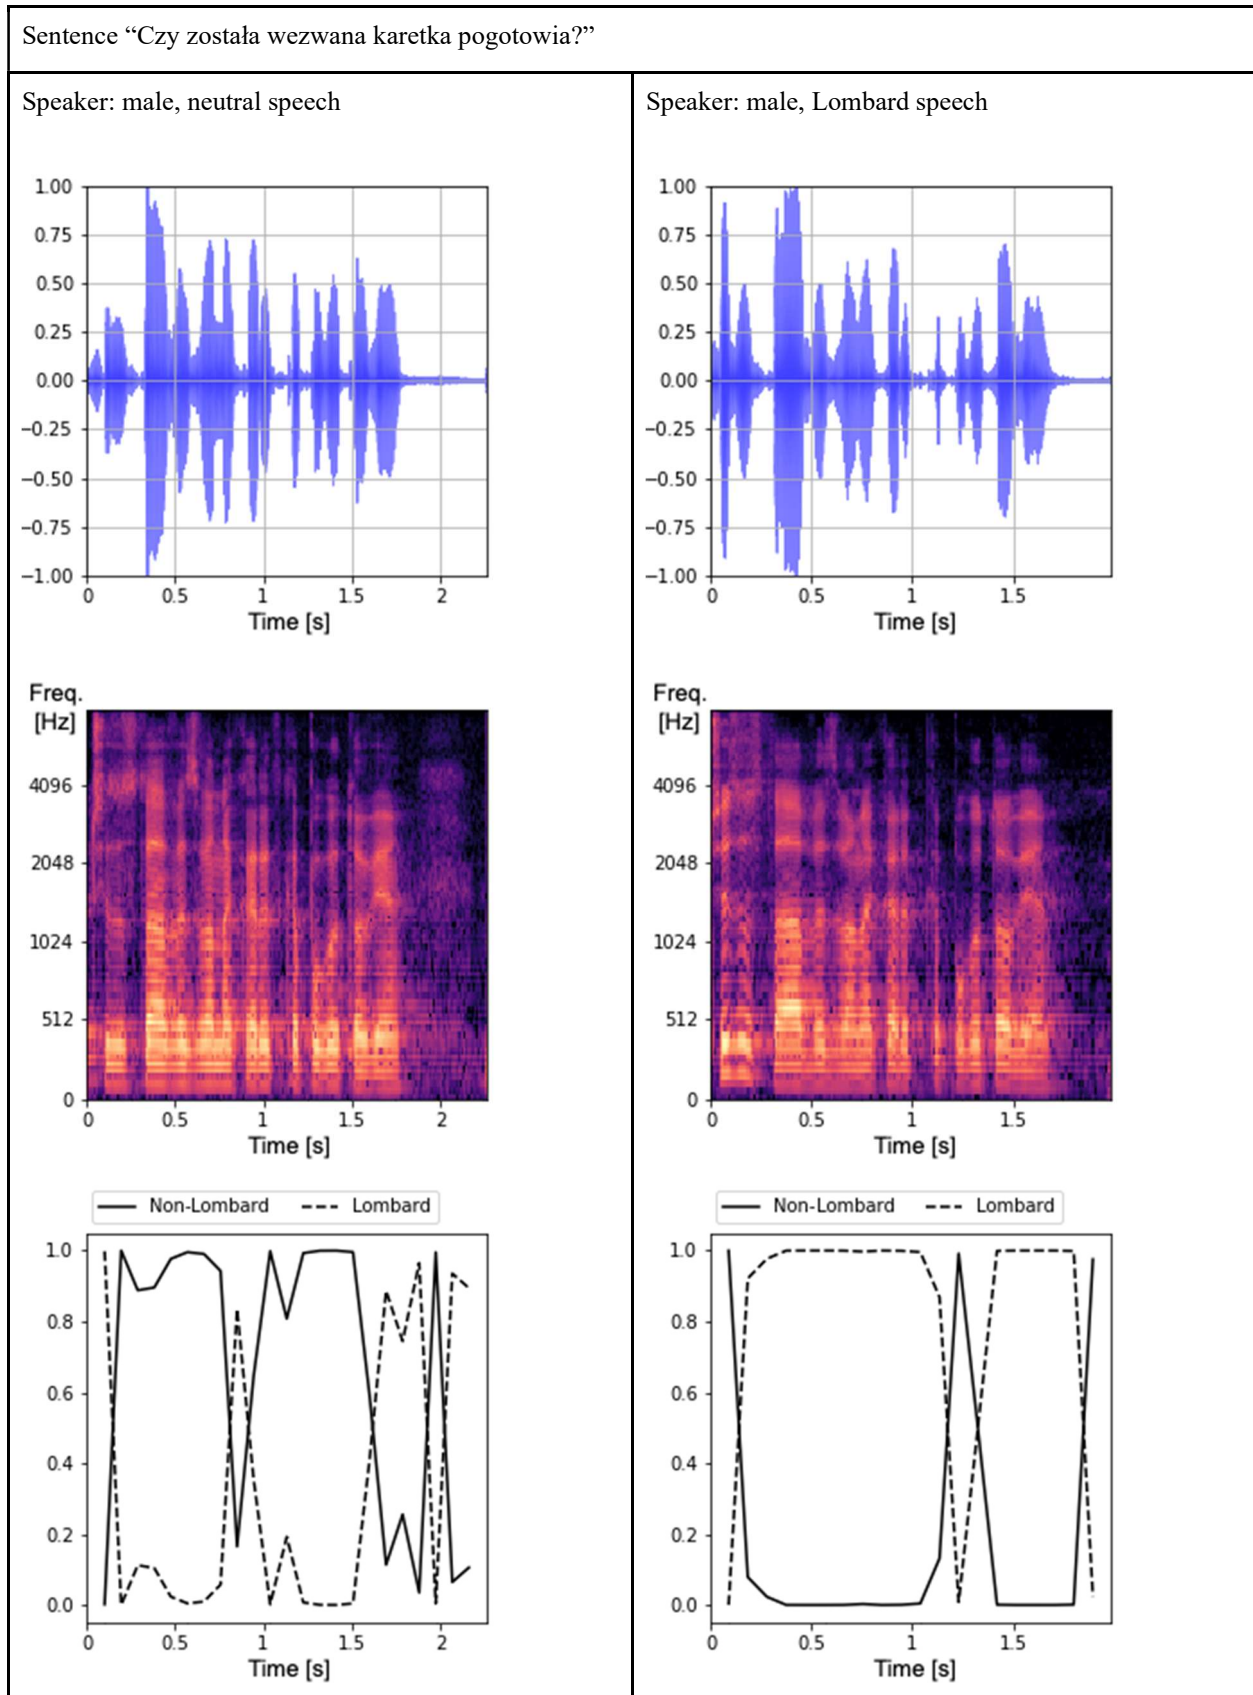 Sentence “Czy została wezwana karetka pogotowia?”
Speaker: male, neutral speech
1.00
0.75
0.50
0.25
0.00
−0.25
−0.50
−0.75
−1.00
0 0.5 1 1.5 2
Time [s]
Freq.
[Hz]
4096
2048
1024
512
0
0 0.5 1 1.5 2
Time [s]
Non-Lombard Lombard
1.0
0.8
0.6
0.4
0.2
0.0
0 0.5 1 1.5 2
Time [s]
Speaker: male, Lombard speech
1.00
0.75
0.50
0.25
0.00
−0.25
−0.50
−0.75
−1.00
0 0.5 1 1.5
Time [s]
Freq.
[Hz]
4096
2048
1024
512
0
0 0.5 1 1.5
Time [s]
Non-Lombard Lombard
1.0
0.8
0.6
0.4
0.2
0.0
0 0.5 1 1.5
Time [s]